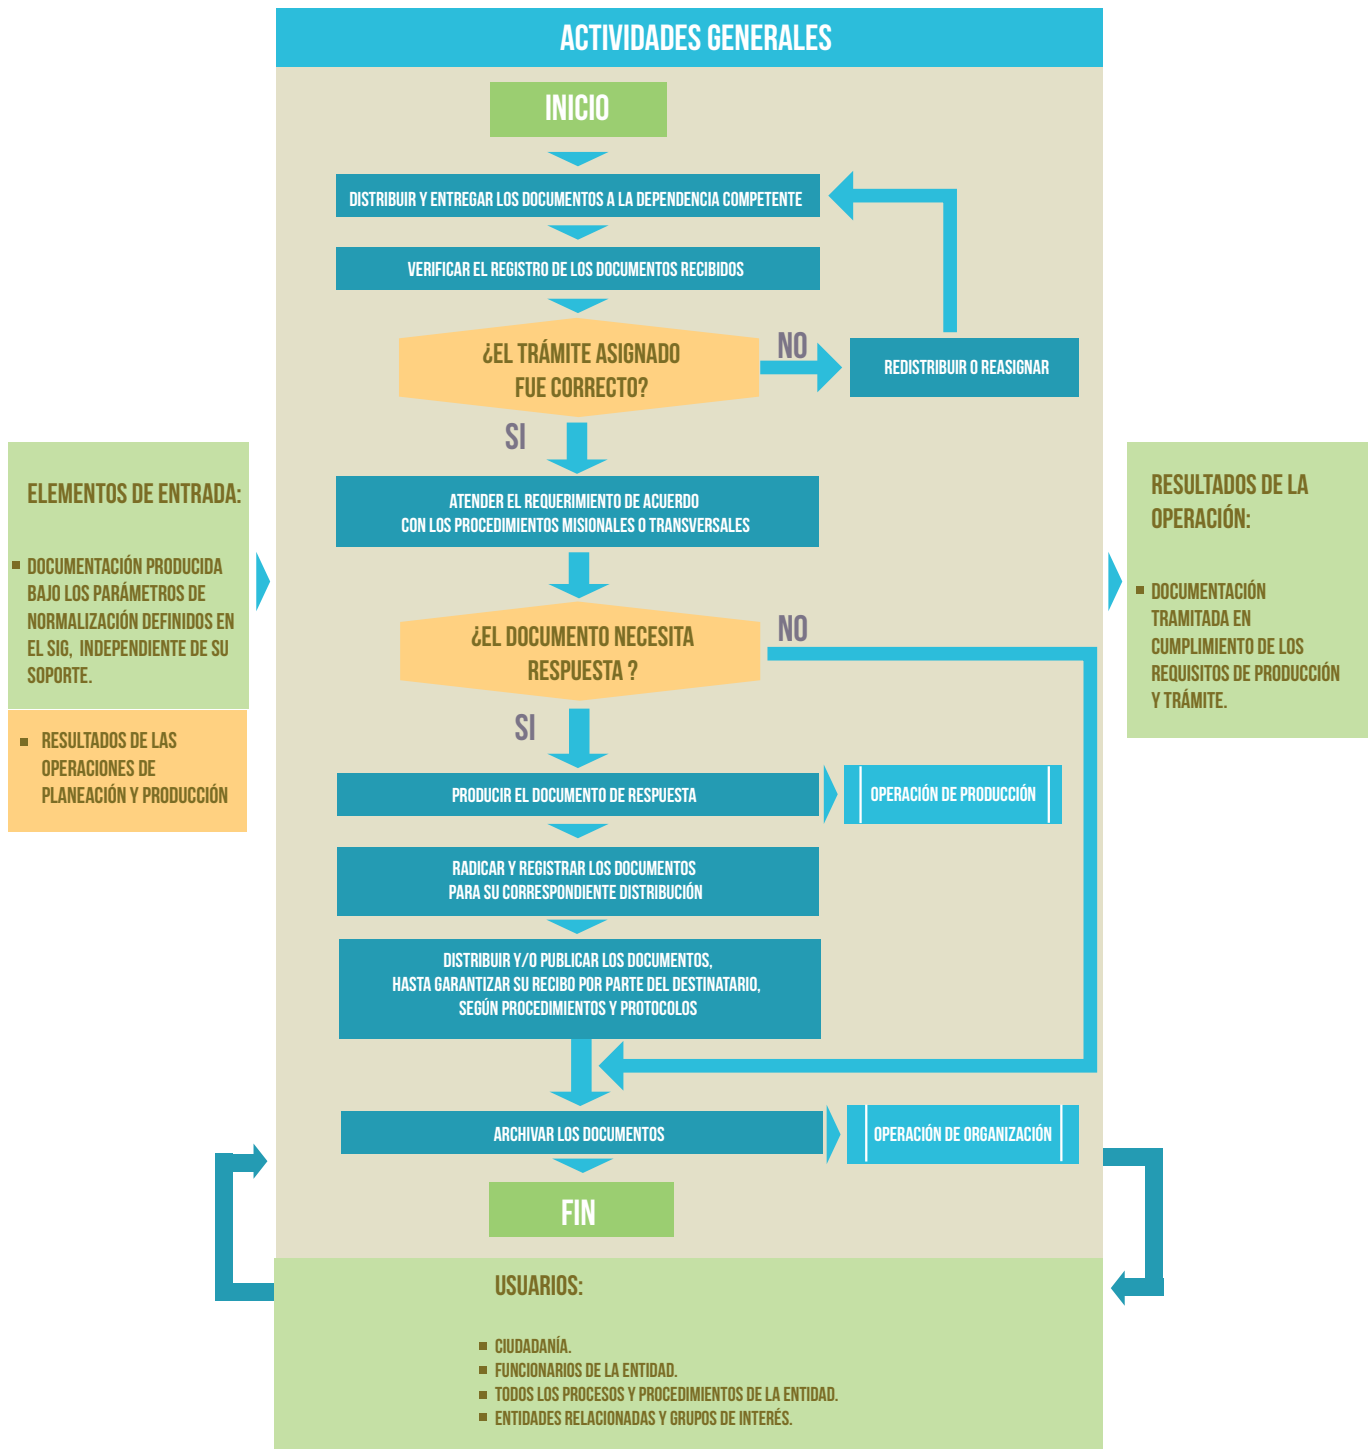 ACTIVIDADES GENERALES
INICIO
DISTRIBUIR Y ENTREGAR LOS DOCUMENTOS A LA DEPENDENCIA COMPETENTE
VERIFICAR EL REGISTRO DE LOS DOCUMENTOS RECIBIDOS
¿EL TRÁMITE ASIGNADO
FUE CORRECTO?
NO
REDISTRIBUIR O REASIGNAR
SI
ATENDER EL REQUERIMIENTO DE ACUERDO
CON LOS PROCEDIMIENTOS MISIONALES O TRANSVERSALES
¿EL DOCUMENTO NECESITA
RESPUESTA ?
NO
SI
PRODUCIR EL DOCUMENTO DE RESPUESTA
OPERACIÓN DE PRODUCCIÓN
RADICAR Y REGISTRAR LOS DOCUMENTOS
PARA SU CORRESPONDIENTE DISTRIBUCIÓN
DISTRIBUIR Y/O PUBLICAR LOS DOCUMENTOS,
HASTA GARANTIZAR SU RECIBO POR PARTE DEL DESTINATARIO,
SEGÚN PROCEDIMIENTOS Y PROTOCOLOS
ARCHIVAR LOS DOCUMENTOS
OPERACIÓN DE ORGANIZACIÓN
FIN
ELEMENTOS DE ENTRADA:
DOCUMENTACIÓN PRODUCIDA
BAJO LOS PARÁMETROS DE
NORMALIZACIÓN DEFINIDOS EN
EL SIG, INDEPENDIENTE DE SU
SOPORTE.
RESULTADOS DE LAS
OPERACIONES DE
PLANEACIÓN Y PRODUCCIÓN
RESULTADOS DE LA
OPERACIÓN:
DOCUMENTACIÓN
TRAMITADA EN
CUMPLIMIENTO DE LOS
REQUISITOS DE PRODUCCIÓN
Y TRÁMITE.
USUARIOS:
CIUDADANÍA.
FUNCIONARIOS DE LA ENTIDAD.
TODOS LOS PROCESOS Y PROCEDIMIENTOS DE LA ENTIDAD.
ENTIDADES RELACIONADAS Y GRUPOS DE INTERÉS.